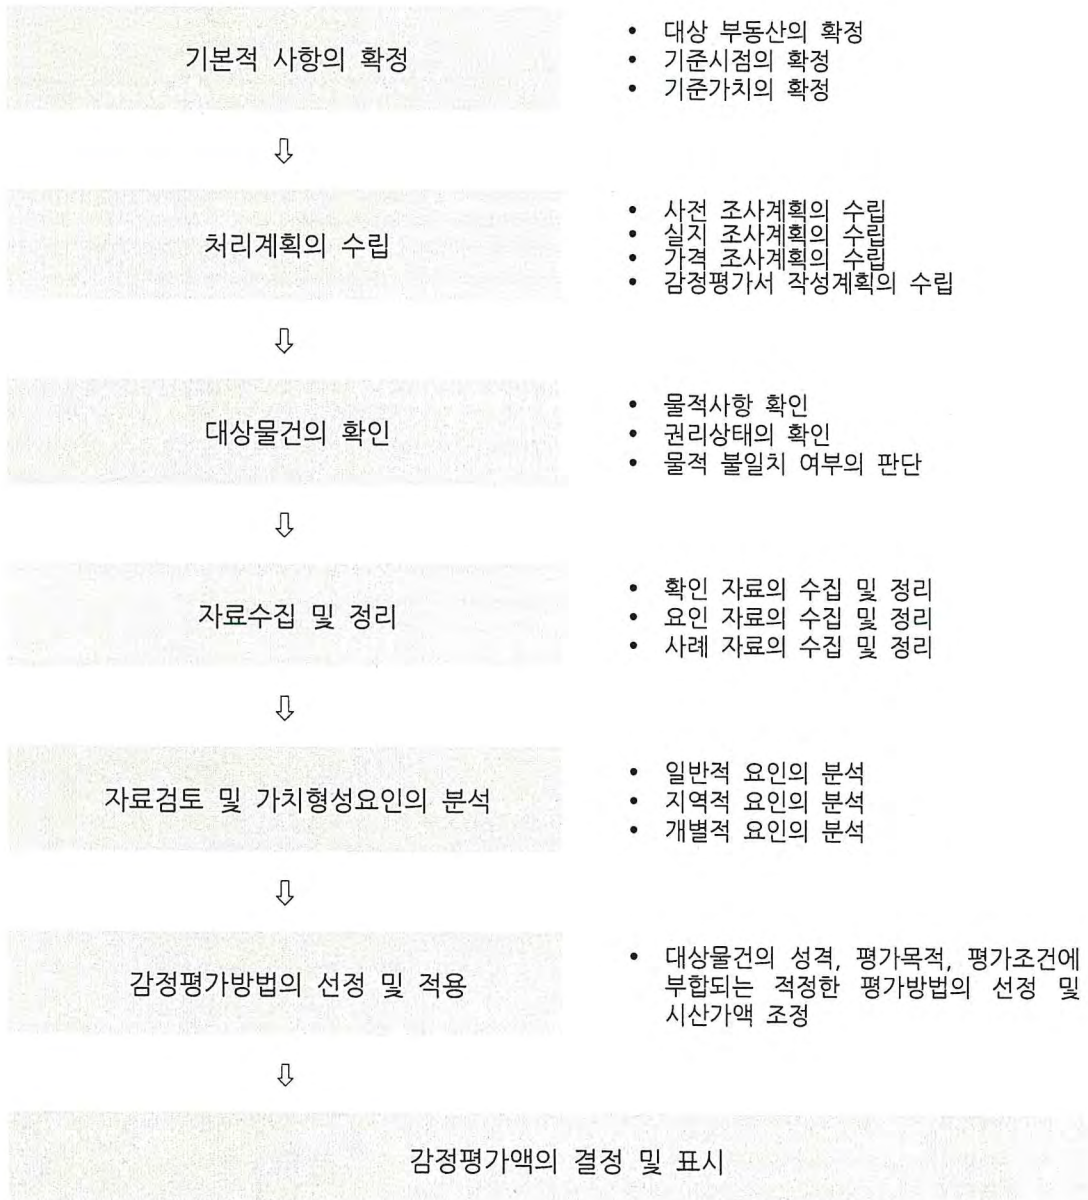 기본적 사항의 확정
• 대상 부동산의 확정
• 기준시점의 확정
• 기준가치의 확정
⇩
처리계획의 수립
• 사전 조사계획의 수립
• 실지 조사계획의 수립
• 가격 조사계획의 수립
• 감정평가서 작성계획의 수립
⇩
대상물건의 확인
• 물적사항 확인
• 권리상태의 확인
• 물적 불일치 여부의 판단
⇩
자료수집 및 정리
• 확인 자료의 수집 및 정리
• 요인 자료의 수집 및 정리
• 사례 자료의 수집 및 정리
⇩
자료검토 및 가치형성요인의 분석
• 일반적 요인의 분석
• 지역적 요인의 분석
• 개별적 요인의 분석
⇩
감정평가방법의 선정 및 적용
• 대상물건의 성격, 평가목적, 평가조건에
부합되는 적정한 평가방법의 선정 및
시산가액 조정
⇩
감정평가액의 결정 및 표시